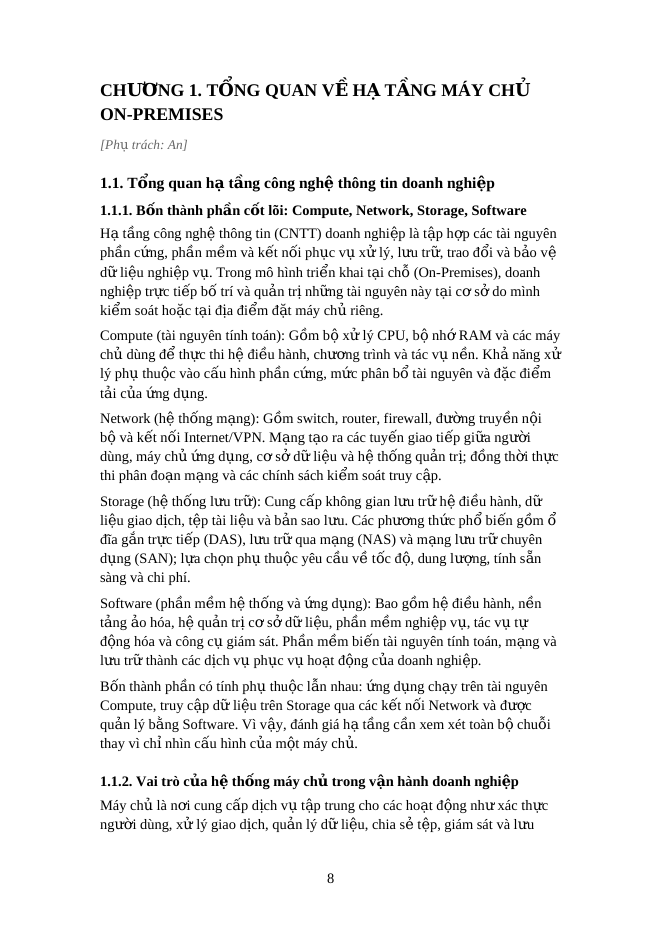 CHƯƠNG 1. TỔNG QUAN VỀ HẠ TẦNG MÁY CHỦ
ON-PREMISES
[Phụ trách: An]
1.1. Tổng quan hạ tầng công nghệ thông tin doanh nghiệp
1.1.1. Bốn thành phần cốt lõi: Compute, Network, Storage, Software
Hạ tầng công nghệ thông tin (CNTT) doanh nghiệp là tập hợp các tài nguyên
phần cứng, phần mềm và kết nối phục vụ xử lý, lưu trữ, trao đổi và bảo vệ
dữ liệu nghiệp vụ. Trong mô hình triển khai tại chỗ (On-Premises), doanh
nghiệp trực tiếp bố trí và quản trị những tài nguyên này tại cơ sở do mình
kiểm soát hoặc tại địa điểm đặt máy chủ riêng.
Compute (tài nguyên tính toán): Gồm bộ xử lý CPU, bộ nhớ RAM và các máy
chủ dùng để thực thi hệ điều hành, chương trình và tác vụ nền. Khả năng xử
lý phụ thuộc vào cấu hình phần cứng, mức phân bổ tài nguyên và đặc điểm
tải của ứng dụng.
Network (hệ thống mạng): Gồm switch, router, firewall, đường truyền nội
bộ và kết nối Internet/VPN. Mạng tạo ra các tuyến giao tiếp giữa người
dùng, máy chủ ứng dụng, cơ sở dữ liệu và hệ thống quản trị; đồng thời thực
thi phân đoạn mạng và các chính sách kiểm soát truy cập.
Storage (hệ thống lưu trữ): Cung cấp không gian lưu trữ hệ điều hành, dữ
liệu giao dịch, tệp tài liệu và bản sao lưu. Các phương thức phổ biến gồm ổ
đĩa gắn trực tiếp (DAS), lưu trữ qua mạng (NAS) và mạng lưu trữ chuyên
dụng (SAN); lựa chọn phụ thuộc yêu cầu về tốc độ, dung lượng, tính sẵn
sàng và chi phí.
Software (phần mềm hệ thống và ứng dụng): Bao gồm hệ điều hành, nền
tảng ảo hóa, hệ quản trị cơ sở dữ liệu, phần mềm nghiệp vụ, tác vụ tự
động hóa và công cụ giám sát. Phần mềm biến tài nguyên tính toán, mạng và
lưu trữ thành các dịch vụ phục vụ hoạt động của doanh nghiệp.
Bốn thành phần có tính phụ thuộc lẫn nhau: ứng dụng chạy trên tài nguyên
Compute, truy cập dữ liệu trên Storage qua các kết nối Network và được
quản lý bằng Software. Vì vậy, đánh giá hạ tầng cần xem xét toàn bộ chuỗi
thay vì chỉ nhìn cấu hình của một máy chủ.
1.1.2. Vai trò của hệ thống máy chủ trong vận hành doanh nghiệp
Máy chủ là nơi cung cấp dịch vụ tập trung cho các hoạt động như xác thực
người dùng, xử lý giao dịch, quản lý dữ liệu, chia sẻ tệp, giám sát và lưu
8